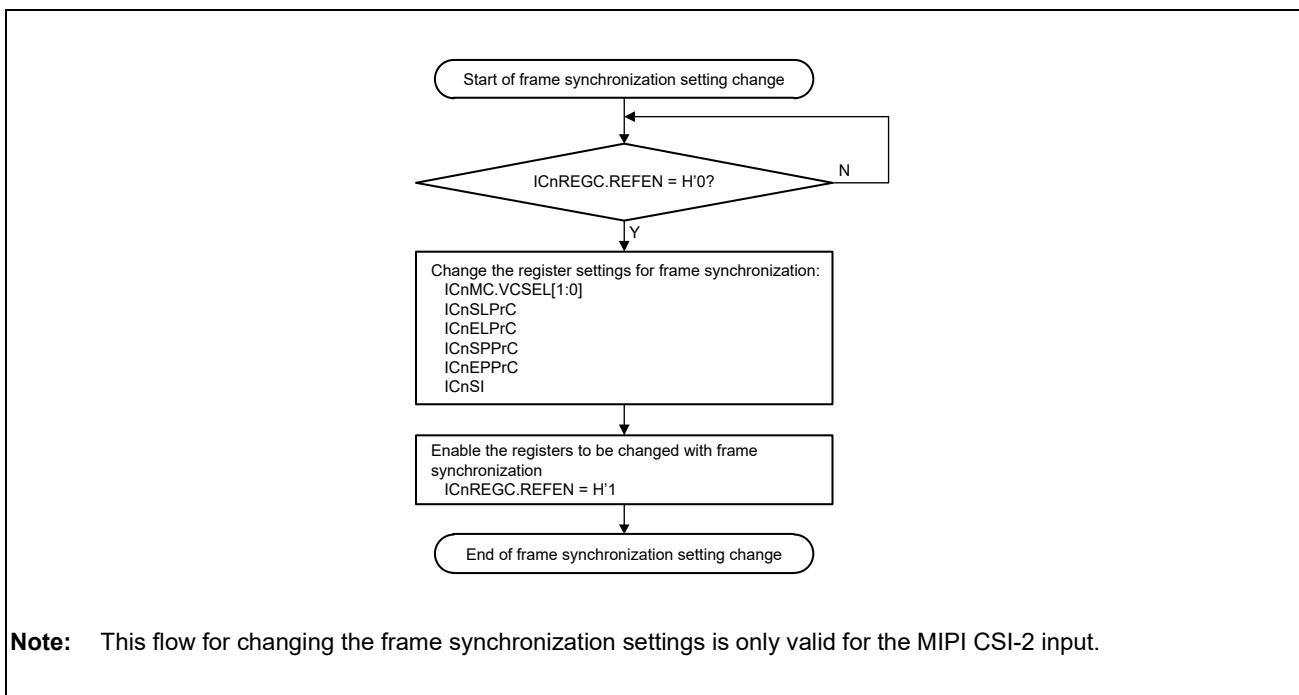 Start of frame synchronization setting change
ICnREGC.REFEN = H’0?
N
Y
Change the register settings for frame synchronization:
ICnMC.VCSEL[1:0]
ICnSLPrC
ICnELPrC
ICnSPPrC
ICnEPPrC
ICnSI
Enable the registers to be changed with frame
synchronization
ICnREGC.REFEN = H’1
End of frame synchronization setting change
Note: This flow for changing the frame synchronization settings is only valid for the MIPI CSI-2 input.